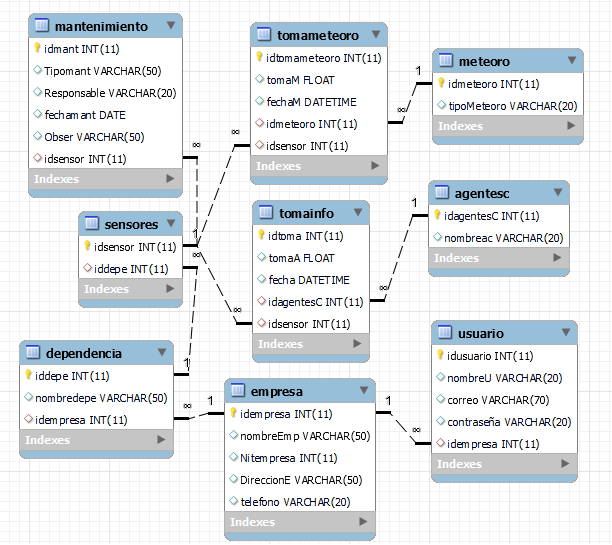 mantenimiento
idmant INT(11)
Tipomant VARCHAR(50)
Responsable VARCHAR(20)
fechamant DATE
Obser VARCHAR(50)
idsensor INT(11)
Indexes
∞
tomameteoro
idtomameteoro INT(11)
tomaM FLOAT
fechaM DATETIME
idmeteoro INT(11)
idsensor INT(11)
Indexes
∞
∞
1
meteoro
idmeteoro INT(11)
tipoMeteoro VARCHAR(20)
Indexes
sensores
idsensor INT(11)
iddepe INT(11)
Indexes
1
∞
tomainfo
idtoma INT(11)
tomaA FLOAT
fecha DATETIME
idagentesC INT(11)
idsensor INT(11)
Indexes
∞
∞
1
agentesc
idagentesC INT(11)
nombreac VARCHAR(20)
Indexes
dependencia
iddepe INT(11)
nombredepe VARCHAR(50)
idempresa INT(11)
Indexes
1
∞
1
empresa
idempresa INT(11)
nombreEmp VARCHAR(50)
Nitempresa INT(11)
DireccionE VARCHAR(50)
telefono VARCHAR(20)
Indexes
1
∞
usuario
idusuario INT(11)
nombreU VARCHAR(20)
correo VARCHAR(70)
contraseña VARCHAR(20)
idempresa INT(11)
Indexes